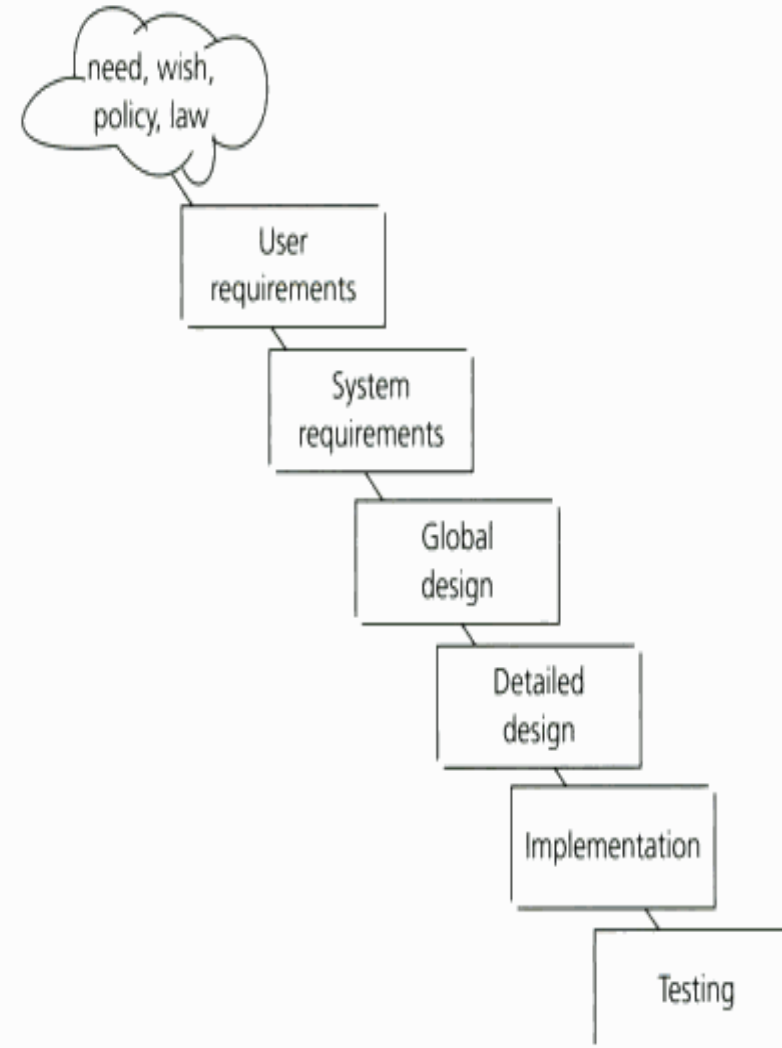 need, wish,
policy, law
User
requirements
System
requirements
Global
design
Detailed
design
Implementation
Testing